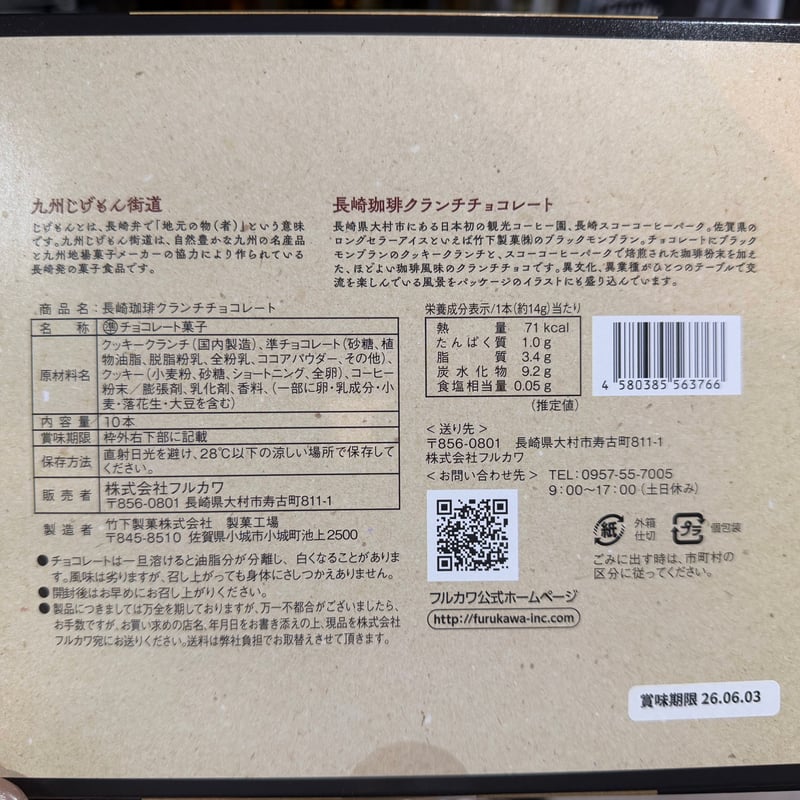 九州じげもん街道
じげもんとは、長崎弁で「地元の物(者)」という意味
です。九州じげもん街道は、自然豊かな九州の名産品
と九州地場菓子メーカーの協力により作られている
長崎発の菓子食品です。
長崎珈琲クランチチョコレート
長崎県大村市にある日本初の観光コーヒー園、長崎スコーコーヒーパーク。佐賀県の
ロングセラーアイスといえば竹下製菓㈱のブラックモンブラン。チョコレートにブラック
モンブランのクッキークランチと、スコーコーヒーパークで焙煎された珈琲粉末を加え
た、ほどよい珈琲風味のクランチチョコです。異文化、異業種がひとつのテーブルで交
流を楽しんでいる風景をパッケージのイラストにも盛り込んでいます。
商品名:長崎珈琲クランチチョコレート
名称 ㊟チョコレート菓子
原材料名 クッキークランチ(国内製造)、準チョコレート(砂糖、植
物油脂、脱脂粉乳、全粉乳、ココアパウダー、その他)、
クッキー(小麦粉、砂糖、ショートニング、全卵)、コーヒー
粉末/膨張剤、乳化剤、香料、(一部に卵・乳成分・小
麦・落花生・大豆を含む)
内容量 10本
賞味期限 枠外右下部に記載
保存方法 直射日光を避け、28℃以下の涼しい場所で保存して
ください。
販売者 株式会社フルカワ
〒856-0801 長崎県大村市寿古町811-1
製造者 竹下製菓株式会社 製菓工場
〒845-8510 佐賀県小城市小城町池上2500
●チョコレートは一旦溶けると油脂分が分離し、白くなることがありま
す。風味は劣りますが、召し上がっても身体にさしつかえありません。
●開封後はお早めにお召し上がりください。
●製品につきましては万全を期しておりますが、万一不都合がございましたら、
お手数ですが、お買い求めの店名、年月日をお書き添えの上、現品を株式会社
フルカワ宛にお送りください。送料は弊社負担でお取替えさせて頂きます。
栄養成分表示/1本(約14g)当たり
熱量 71kcal
たんぱく質 1.0g
脂質 3.4g
炭水化物 9.2g
食塩相当量 0.05g
(推定値)
4 580385 563766
<送り先>
〒856-0801 長崎県大村市寿古町811-1
株式会社フルカワ
<お問い合わせ先> TEL:0957-55-7005
9:00〜17:00(土日休み)
紙 外箱
仕切
プラ 個包装
ごみに出す時は、市町村の
区分に従ってください。
フルカワ公式ホームページ
http://furukawa-inc.com
賞味期限 26.06.03